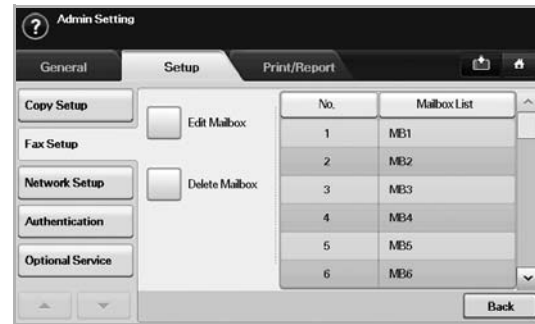 ? Admin Setting
General Setup Print/Report
Copy Setup
Fax Setup
Network Setup
Authentication
Optional Service
Edit Mailbox
Delete Mailbox
No. Mailbox List
1 MB1
2 MB2
3 MB3
4 MB4
5 MB5
6 MB6
Back